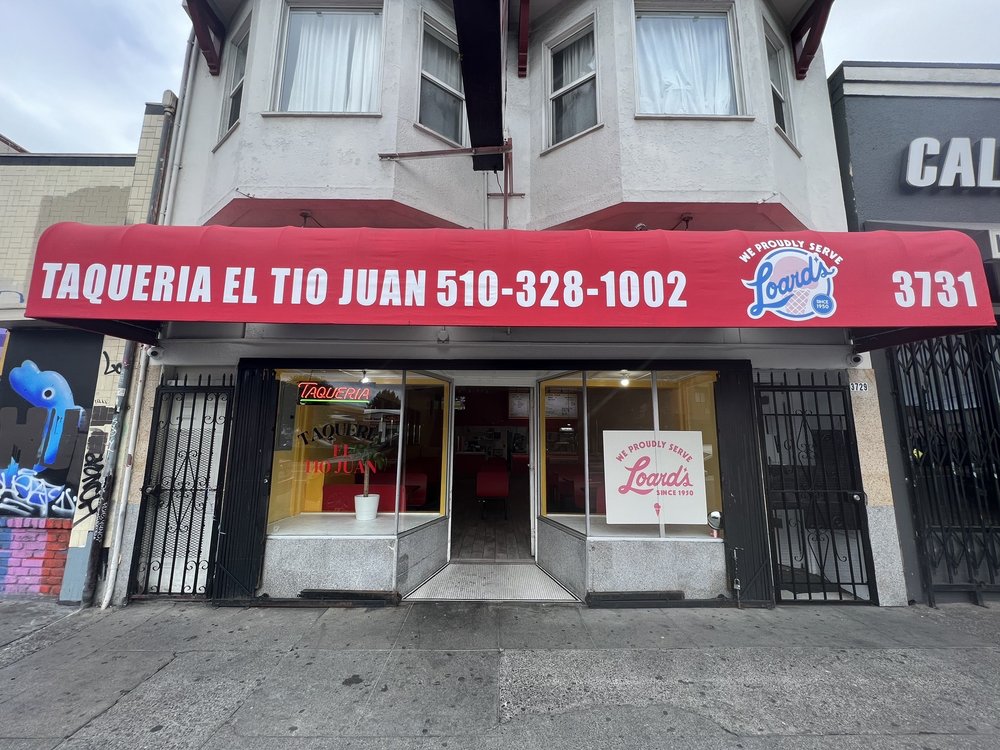 TAQUERIA EL TIO JUAN 510-328-1002
WE PROUDLY SERVE
Loard's
SINCE
1950
3731
CAL
3729
TAQUERIA
TAQUERIA
EL
TIO JUAN
WE PROUDLY SERVE
Loard's
SINCE 1950